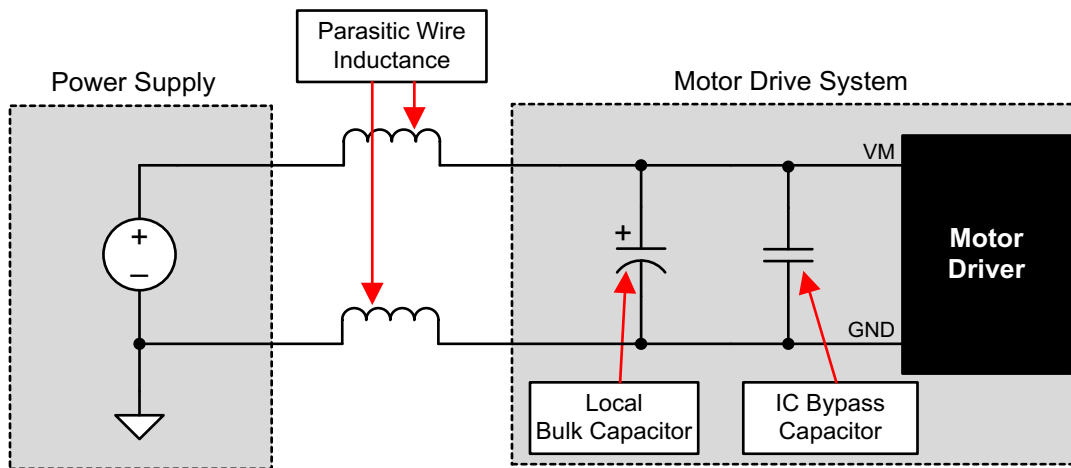 Parasitic Wire
Inductance
Power Supply
Motor Drive System
VM
+
–
+
Motor
Driver
GND
Local
Bulk Capacitor
IC Bypass
Capacitor